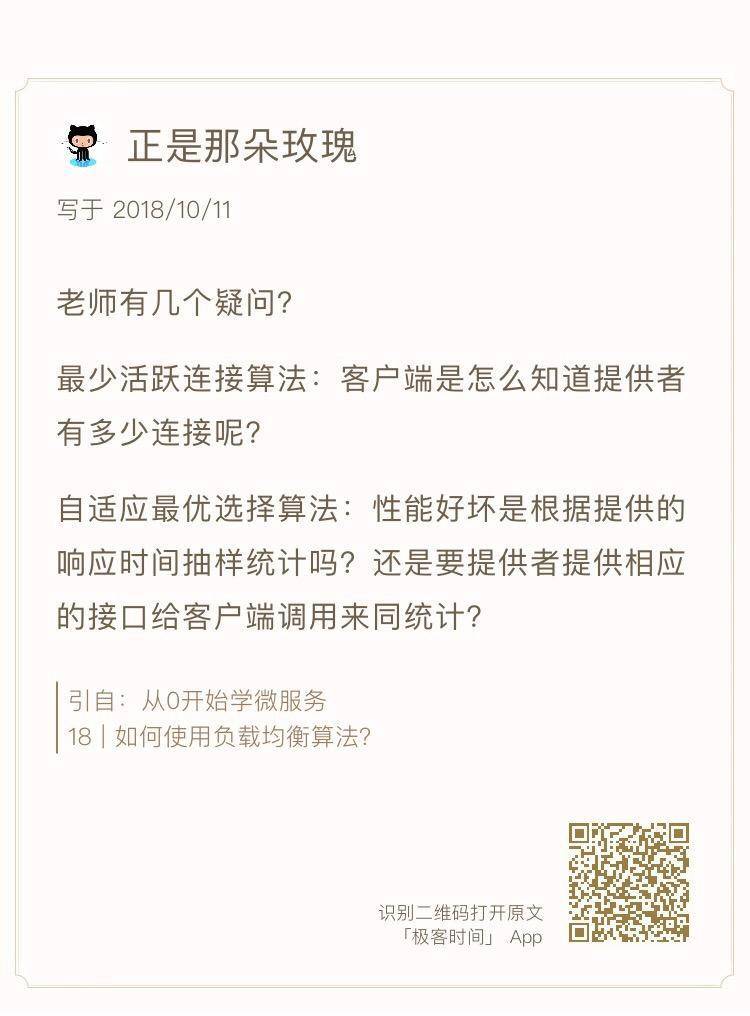 正是那朵玫瑰
写于 2018/10/11
老师有几个疑问？
最少活跃连接算法：客户端是怎么知道提供者
有多少连接呢？
自适应最优选择算法：性能好坏是根据提供的
响应时间抽样统计吗？还是要提供者提供相应
的接口给客户端调用来同统计？
引自：从0开始学微服务
18 | 如何使用负载均衡算法？
识别二维码打开原文
「极客时间」 App